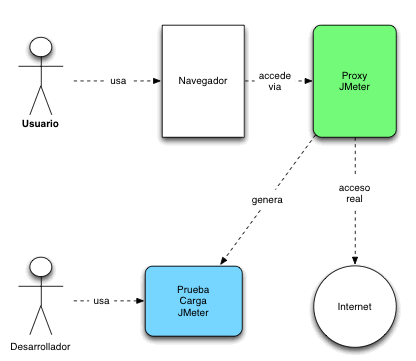 usa
Navegador
accede
via
Proxy
JMeter
Usuario
genera
acceso
real
Prueba
Carga
JMeter
usa
Internet
Desarrollador